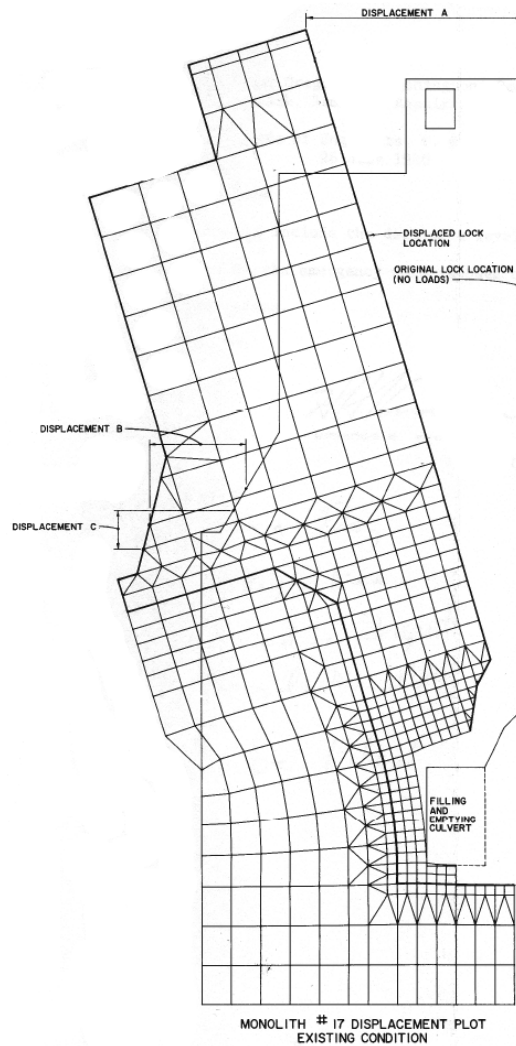 DISPLACEMENT A
DISPLACED LOCK
LOCATION
ORIGINAL LOCK LOCATION
(NO LOADS)
DISPLACEMENT B
DISPLACEMENT C
FILLING
AND
EMPTYING
CULVERT
MONOLITH # 17 DISPLACEMENT PLOT
EXISTING CONDITION